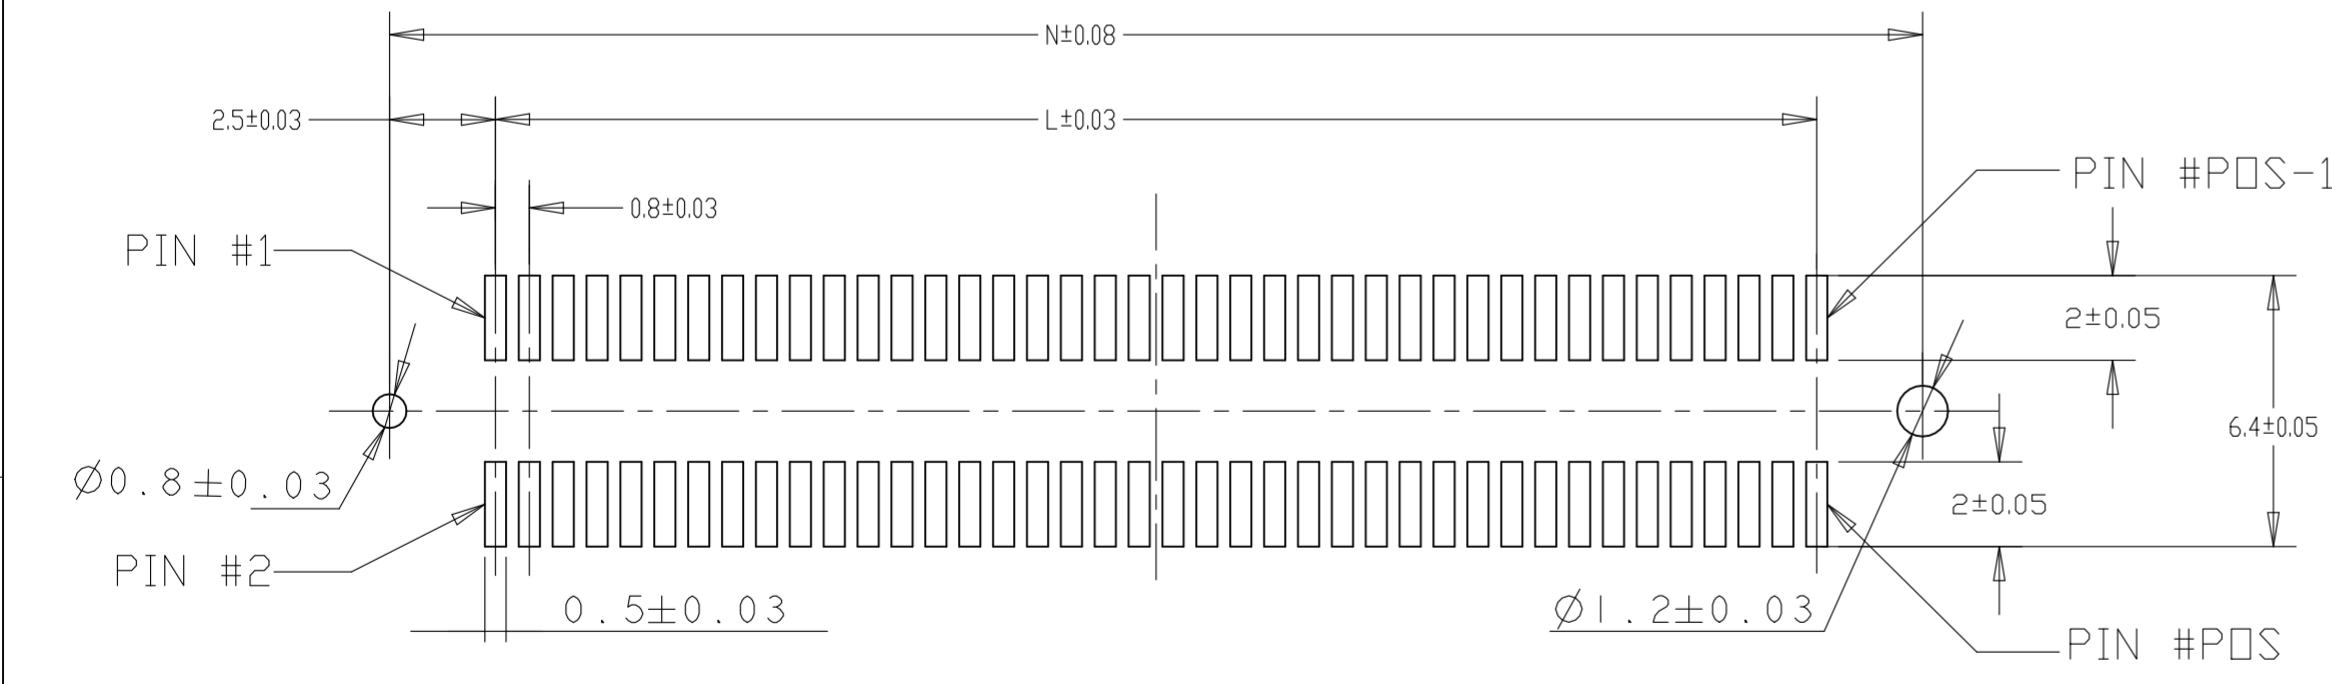 N±0.08
2.5±0.03
L±0.03
PIN #POS-1
0.8±0.03
PIN #1
2±0.05
6.4±0.05
Ø0.8±0.03
2±0.05
PIN #2
0.5±0.03
Ø1.2±0.03
PIN #POS